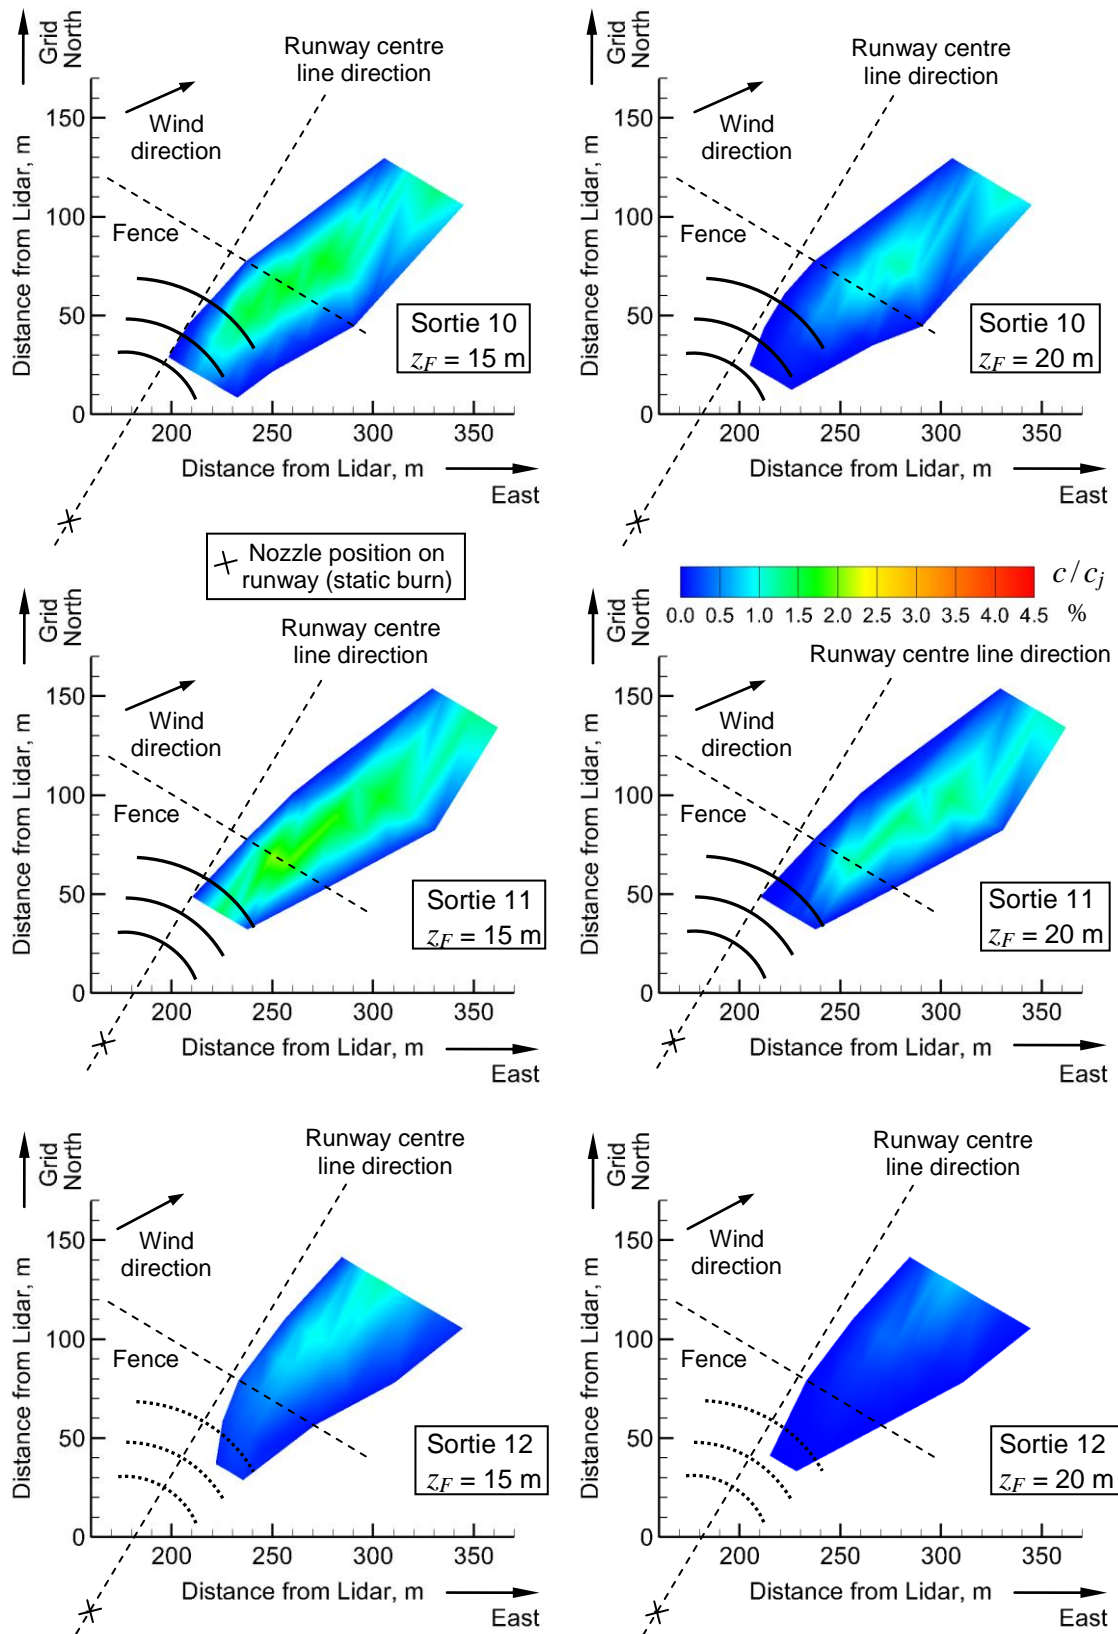 Grid
North
Runway centre
line direction
Wind
direction
Fence
Distance from Lidar, m
150
100
50
0
200
250
300
350
Distance from Lidar, m
East
Sortie 10
z_F = 15 m
Grid
North
Runway centre
line direction
Wind
direction
Fence
Distance from Lidar, m
150
100
50
0
200
250
300
350
Distance from Lidar, m
East
Sortie 10
z_F = 20 m
Nozzle position on
runway (static burn)
c/c_j
%
0.0 0.5 1.0 1.5 2.0 2.5 3.0 3.5 4.0 4.5
Grid
North
Runway centre
line direction
Wind
direction
Fence
Distance from Lidar, m
150
100
50
0
200
250
300
350
Distance from Lidar, m
East
Sortie 11
z_F = 15 m
Grid
North
Runway centre line direction
Wind
direction
Fence
Distance from Lidar, m
150
100
50
0
200
250
300
350
Distance from Lidar, m
East
Sortie 11
z_F = 20 m
Grid
North
Runway centre
line direction
Wind
direction
Fence
Distance from Lidar, m
150
100
50
0
200
250
300
350
Distance from Lidar, m
East
Sortie 12
z_F = 15 m
Grid
North
Runway centre
line direction
Wind
direction
Fence
Distance from Lidar, m
150
100
50
0
200
250
300
350
Distance from Lidar, m
East
Sortie 12
z_F = 20 m